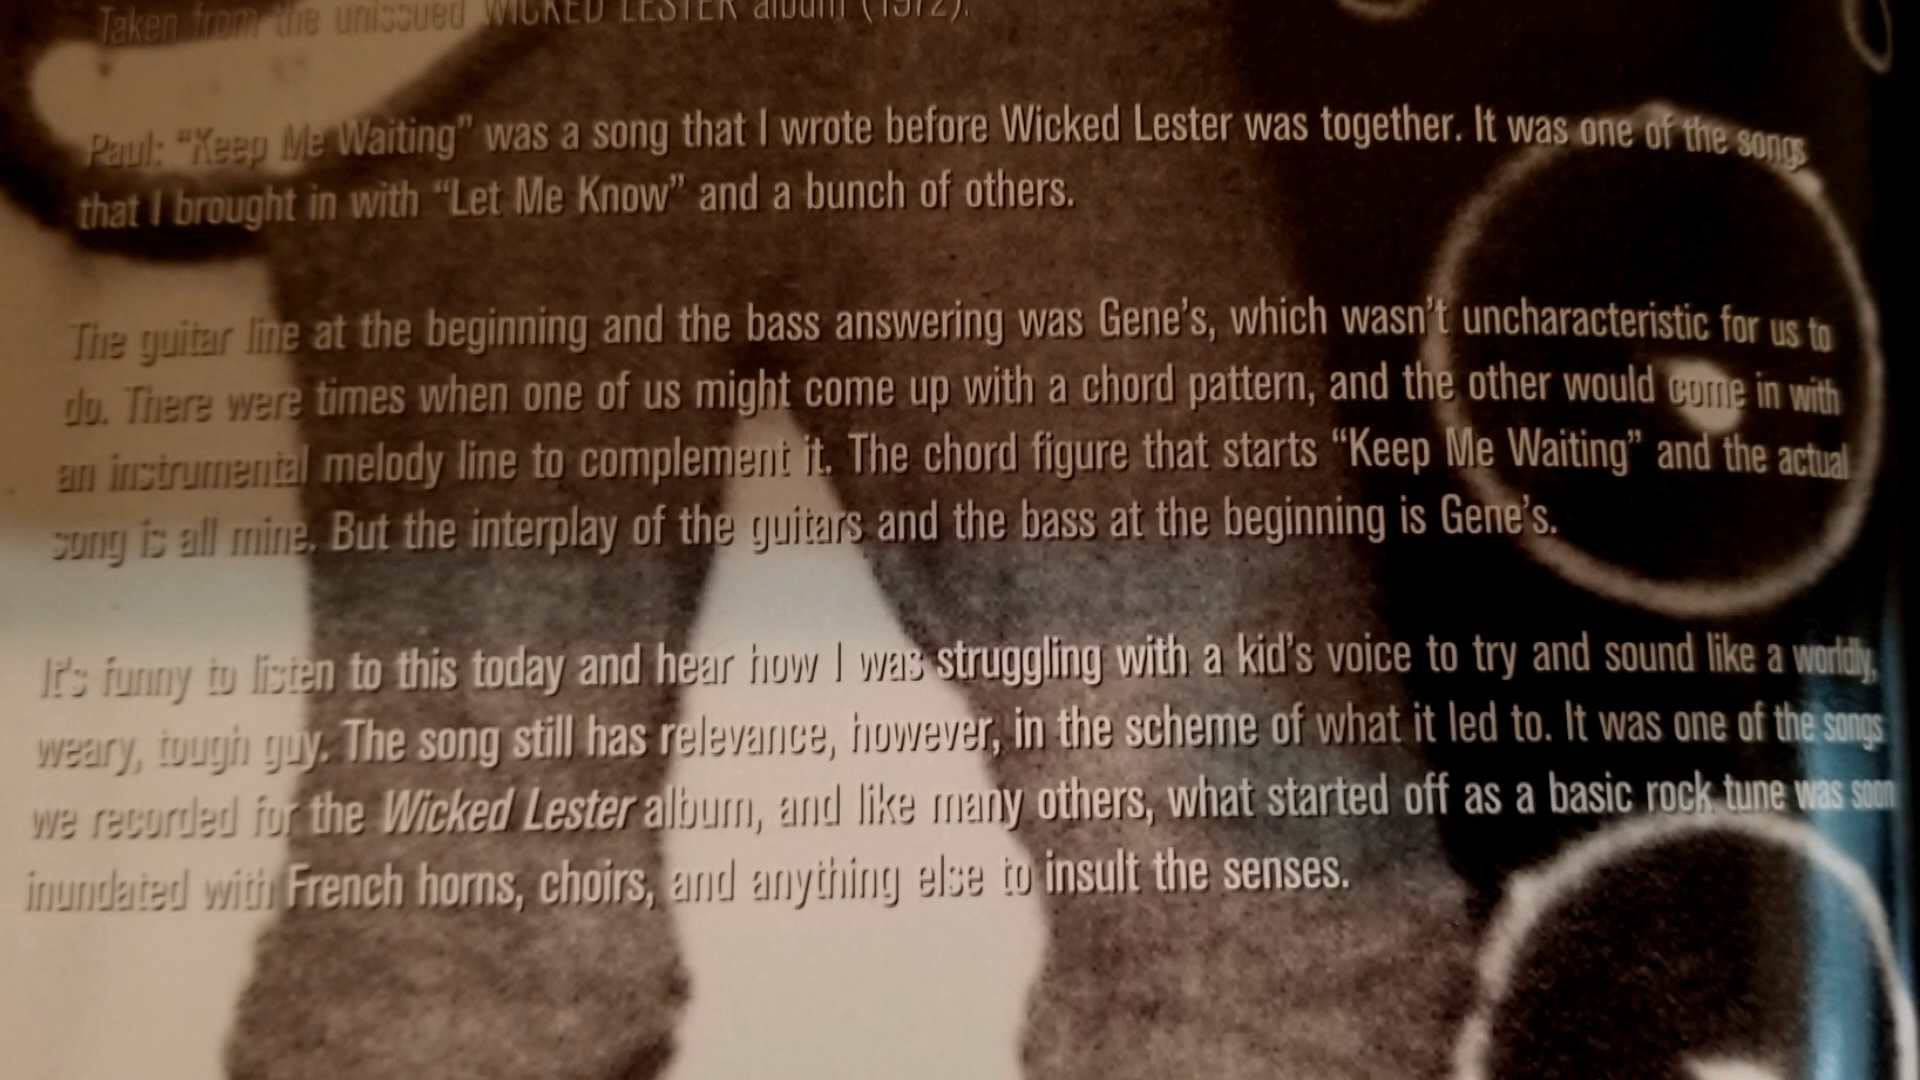 Taken from the unissued WICKED LESTER album (1972).
Paul: “Keep Me Waiting” was a song that I wrote before Wicked Lester was together. It was one of the songs
that I brought in with “Let Me Know” and a bunch of others.
The guitar line at the beginning and the bass answering was Gene’s, which wasn’t uncharacteristic for us to
do. There were times when one of us might come up with a chord pattern, and the other would come in with
an instrumental melody line to complement it. The chord figure that starts “Keep Me Waiting” and the actual
song is all mine. But the interplay of the guitars and the bass at the beginning is Gene’s.
It’s funny to listen to this today and hear how I was struggling with a kid’s voice to try and sound like a worldly,
weary, tough guy. The song still has relevance, however, in the scheme of what it led to. It was one of the songs
we recorded for the Wicked Lester album, and like many others, what started off as a basic rock tune was soon
inundated with French horns, choirs, and anything else to insult the senses.